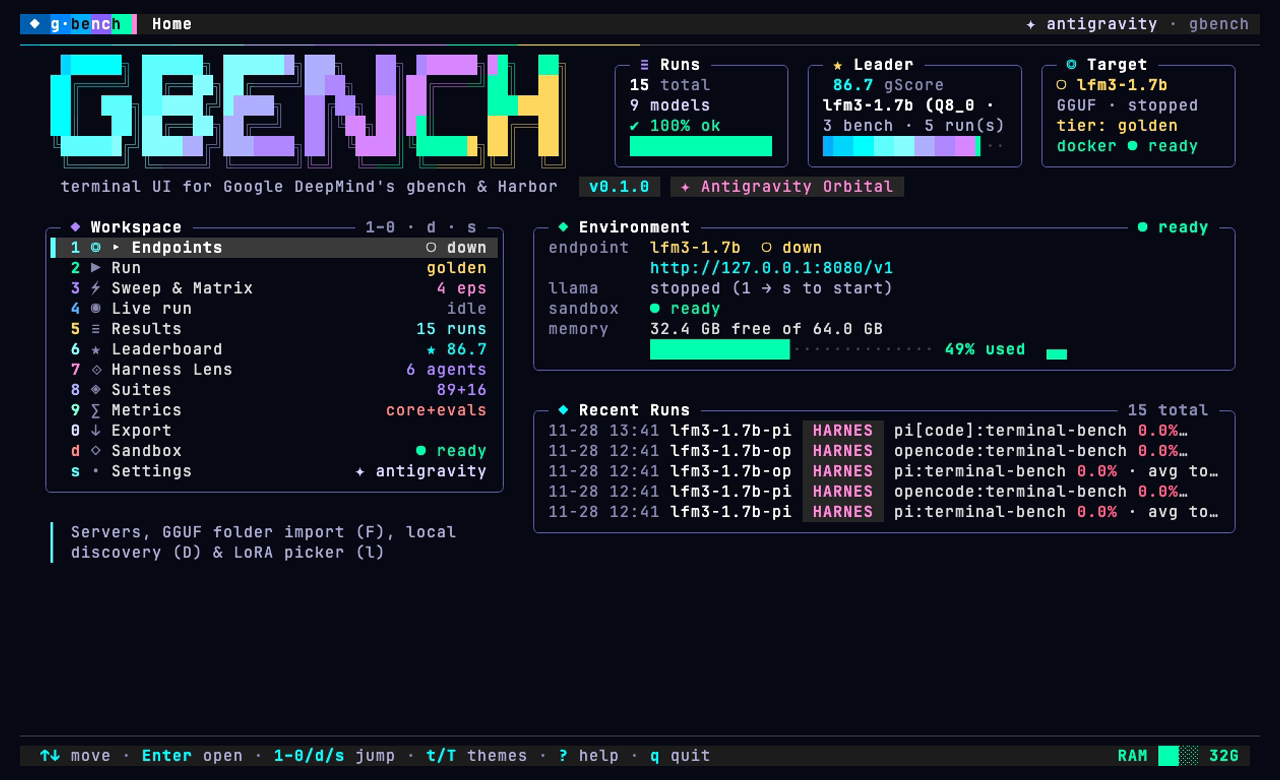 ◆ g·bench Home ✦ antigravity · gbench
GBENCH
≡ Runs
15 total
9 models
✔ 100% ok
★ Leader
86.7 gScore
lfm3-1.7b (Q8_0 ·
3 bench · 5 run(s)
◎ Target
○ lfm3-1.7b
GGUF · stopped
tier: golden
docker ● ready
terminal UI for Google DeepMind's gbench & Harbor v0.1.0 ✦ Antigravity Orbital
◆ Workspace 1-0 · d · s
1 ◎ ▸ Endpoints ○ down
2 ▶ Run golden
3 ⚡ Sweep & Matrix 4 eps
4 ◉ Live run idle
5 ≡ Results 15 runs
6 ★ Leaderboard ★ 86.7
7 ◇ Harness Lens 6 agents
8 ◈ Suites 89+16
9 ∑ Metrics core+evals
0 ↓ Export
d ◇ Sandbox ● ready
s • Settings ✦ antigravity
Servers, GGUF folder import (F), local
discovery (D) & LoRA picker (l)
◆ Environment ● ready
endpoint lfm3-1.7b ○ down
http://127.0.0.1:8080/v1
llama stopped (1 → s to start)
sandbox ● ready
memory 32.4 GB free of 64.0 GB
49% used
◆ Recent Runs 15 total
11-28 13:41 lfm3-1.7b-pi HARNES pi[code]:terminal-bench 0.0%…
11-28 12:41 lfm3-1.7b-op HARNES opencode:terminal-bench 0.0%…
11-28 12:41 lfm3-1.7b-op HARNES pi:terminal-bench 0.0% · avg to…
11-28 12:41 lfm3-1.7b-pi HARNES opencode:terminal-bench 0.0%…
11-28 12:41 lfm3-1.7b-pi HARNES pi:terminal-bench 0.0% · avg to…
↑↓ move · Enter open · 1-0/d/s jump · t/T themes · ? help · q quit RAM 32G